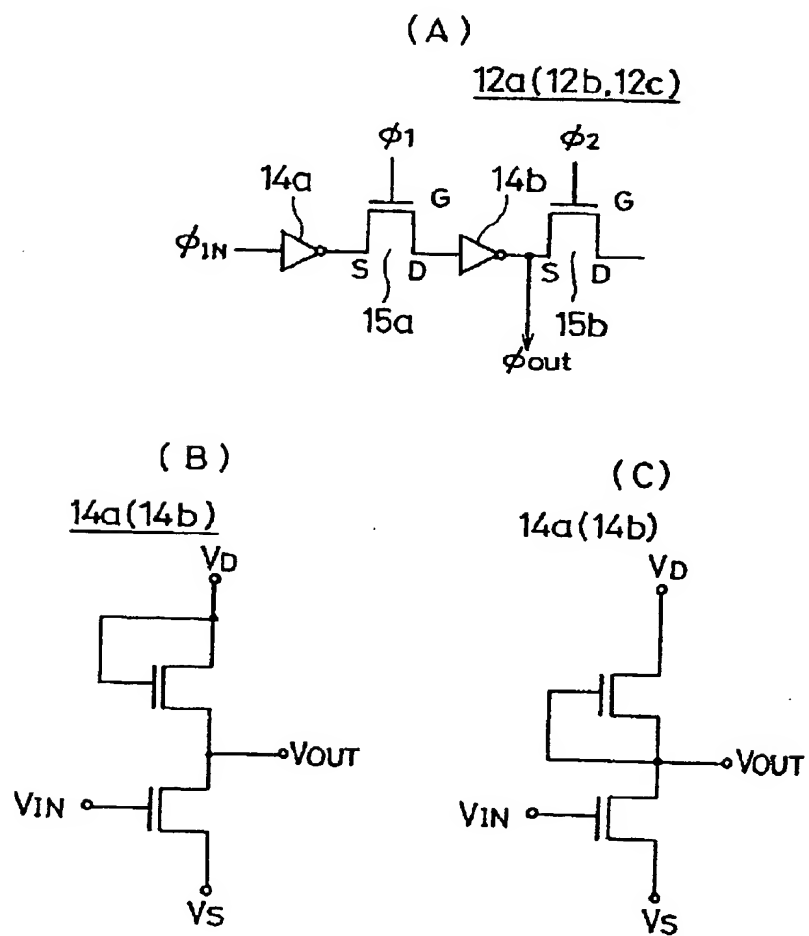 (A)
12a(12b,12c)
ϕ1
ϕ2
14a
14b
G
G
ϕIN
S
D
S
D
15a
15b
ϕout
(B)
(C)
14a(14b)
14a(14b)
VD
VD
VOUT
VOUT
VIN
VIN
VS
VS